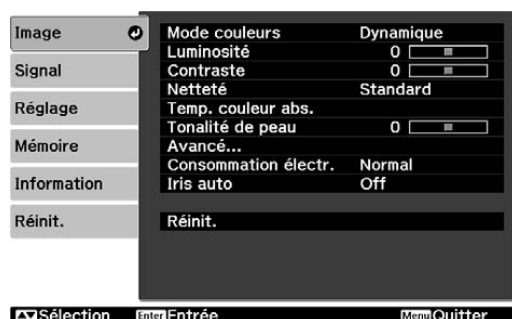 Image
Signal
Réglage
Mémoire
Information
Réinit.
Mode couleurs Dynamique
Luminosité 0
Contraste 0
Netteté Standard
Temp. couleur abs.
Tonalité de peau 0
Avancé...
Consommation électr. Normal
Iris auto Off
Réinit.
Sélection Enter Entrée Menu Quitter